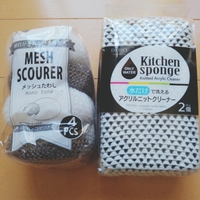 MESH
SCOURER
メッシュたわし
MONO TONE
4
PCS
ONLY
WATER
Kitchen
sponge
Knitted Acrylic Cleaner
水だけで洗える
アクリルニットクリーナー
2個